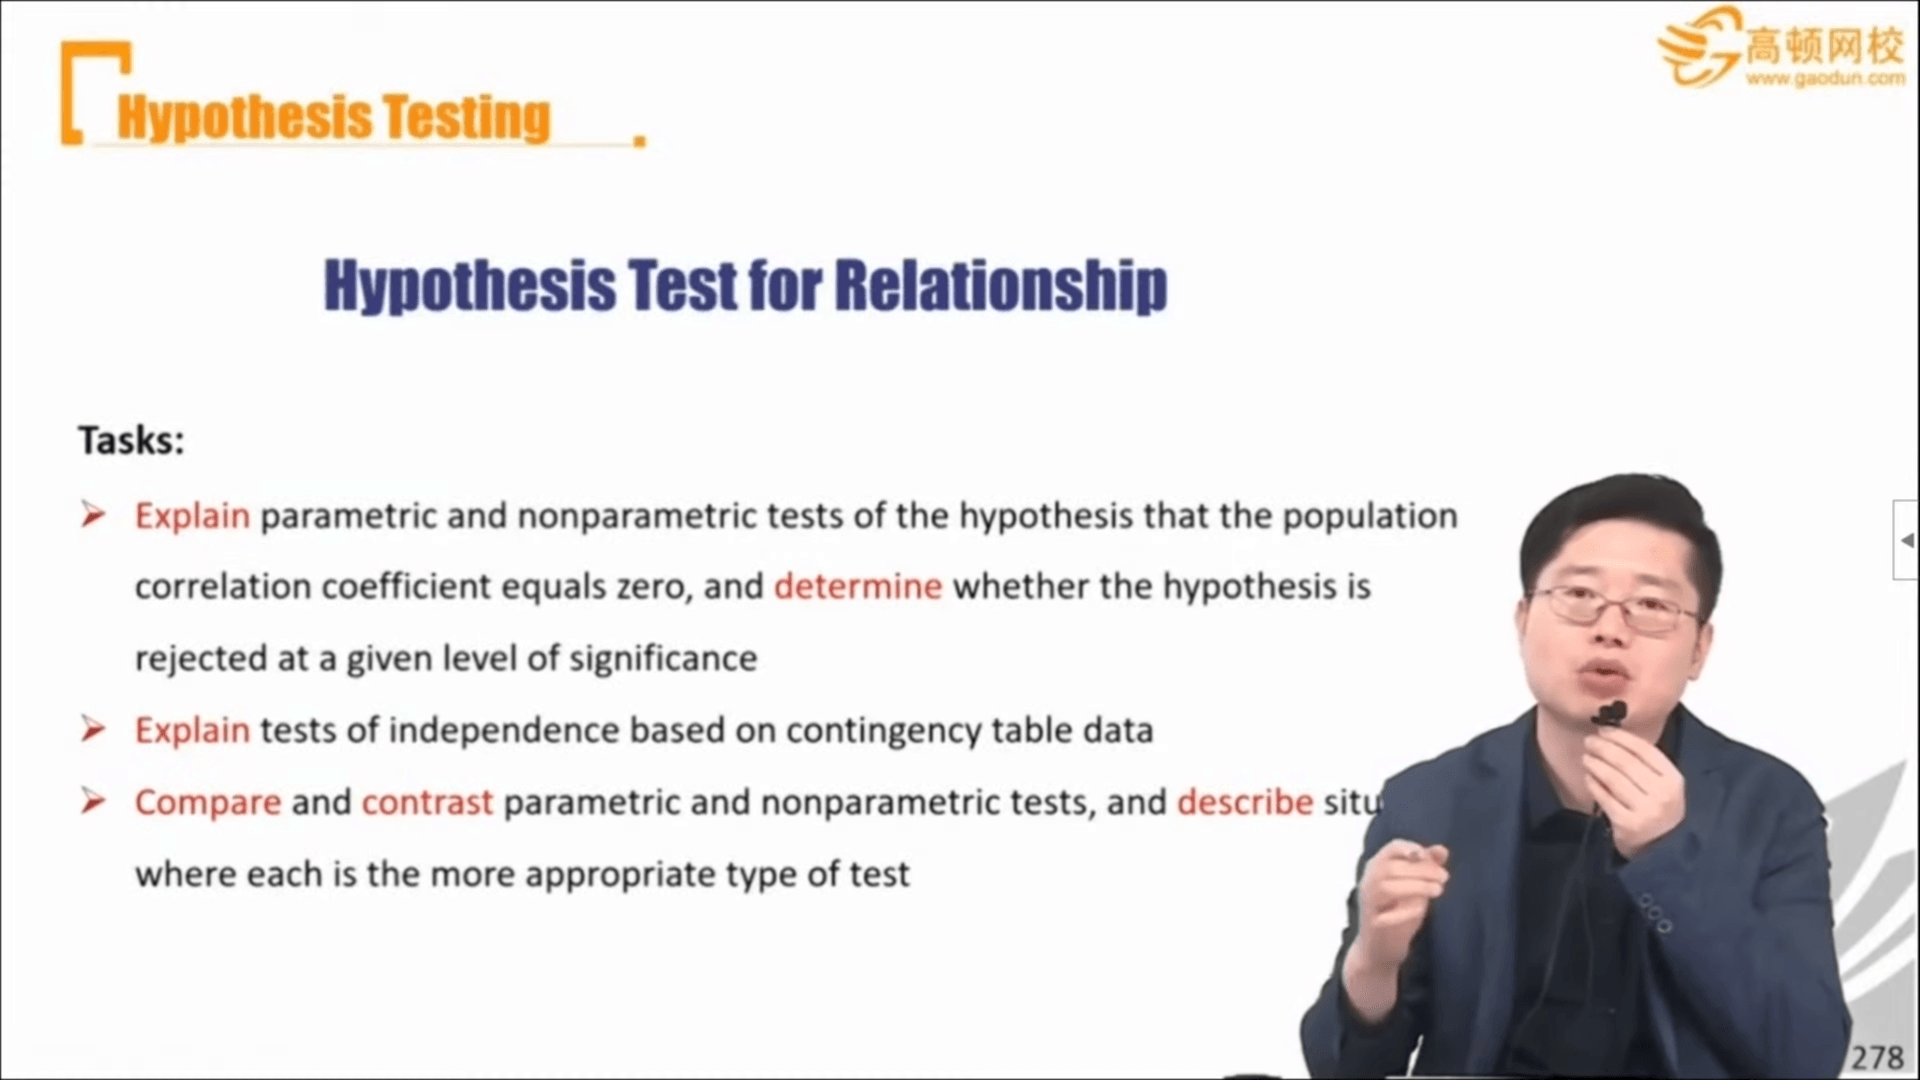 高顿网校
www.gaodun.com
Hypothesis Testing
Hypothesis Test for Relationship
Tasks:
Explain parametric and nonparametric tests of the hypothesis that the population
correlation coefficient equals zero, and determine whether the hypothesis is
rejected at a given level of significance
Explain tests of independence based on contingency table data
Compare and contrast parametric and nonparametric tests, and describe situ
where each is the more appropriate type of test
278